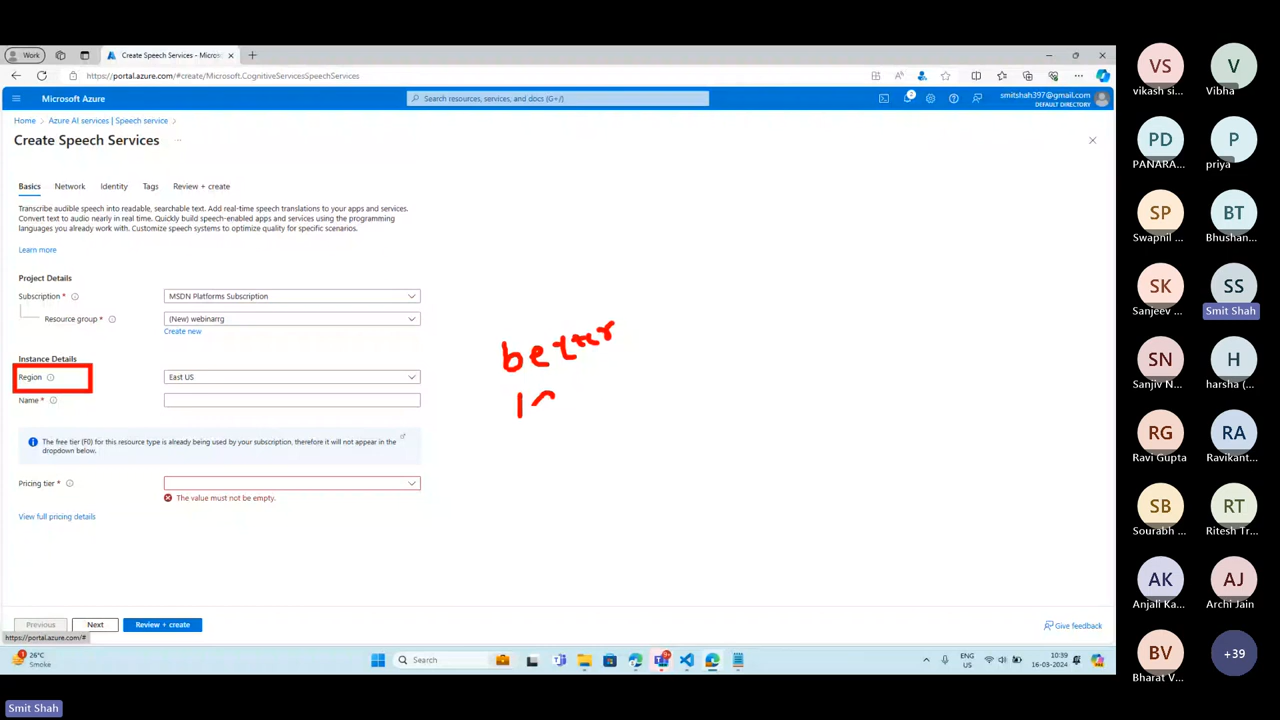 Work
Create Speech Services - Micros
https://portal.azure.com/#create/Microsoft.CognitiveServicesSpeechServices
Microsoft Azure
Search resources, services, and docs (G+/)
2
smitshah397@gmail.com
DEFAULT DIRECTORY
Home > Azure AI services | Speech service >
Create Speech Services ...
Basics Network Identity Tags Review + create
Transcribe audible speech into readable, searchable text. Add real-time speech translations to your apps and services.
Convert text to audio nearly in real time. Quickly build speech-enabled apps and services using the programming
languages you already work with. Customize speech systems to optimize quality for specific scenarios.
Learn more
Project Details
Subscription * MSDN Platforms Subscription
Resource group * (New) webinarrg
Create new
Instance Details
Region East US
Name *
The free tier (F0) for this resource type is already being used by your subscription, therefore it will not appear in the
dropdown below.
Pricing tier *
The value must not be empty.
View full pricing details
better
Previous Next Review + create
https://portal.azure.com/#
Give feedback
1
26°C
Smoke
Search
9
ENG
US
10:39
16-03-2024
Smit Shah
VS V
vikash si... Vibha
PD P
PANARA... priya
SP BT
Swapnil ... Bhushan...
SK SS
Sanjeev ... Smit Shah
SN H
Sanjiv N... harsha (...
RG RA
Ravi Gupta Ravikant...
SB RT
Sourabh ... Ritesh Tr...
AK AJ
Anjali Ka... Archi Jain
BV +39
Bharat V...